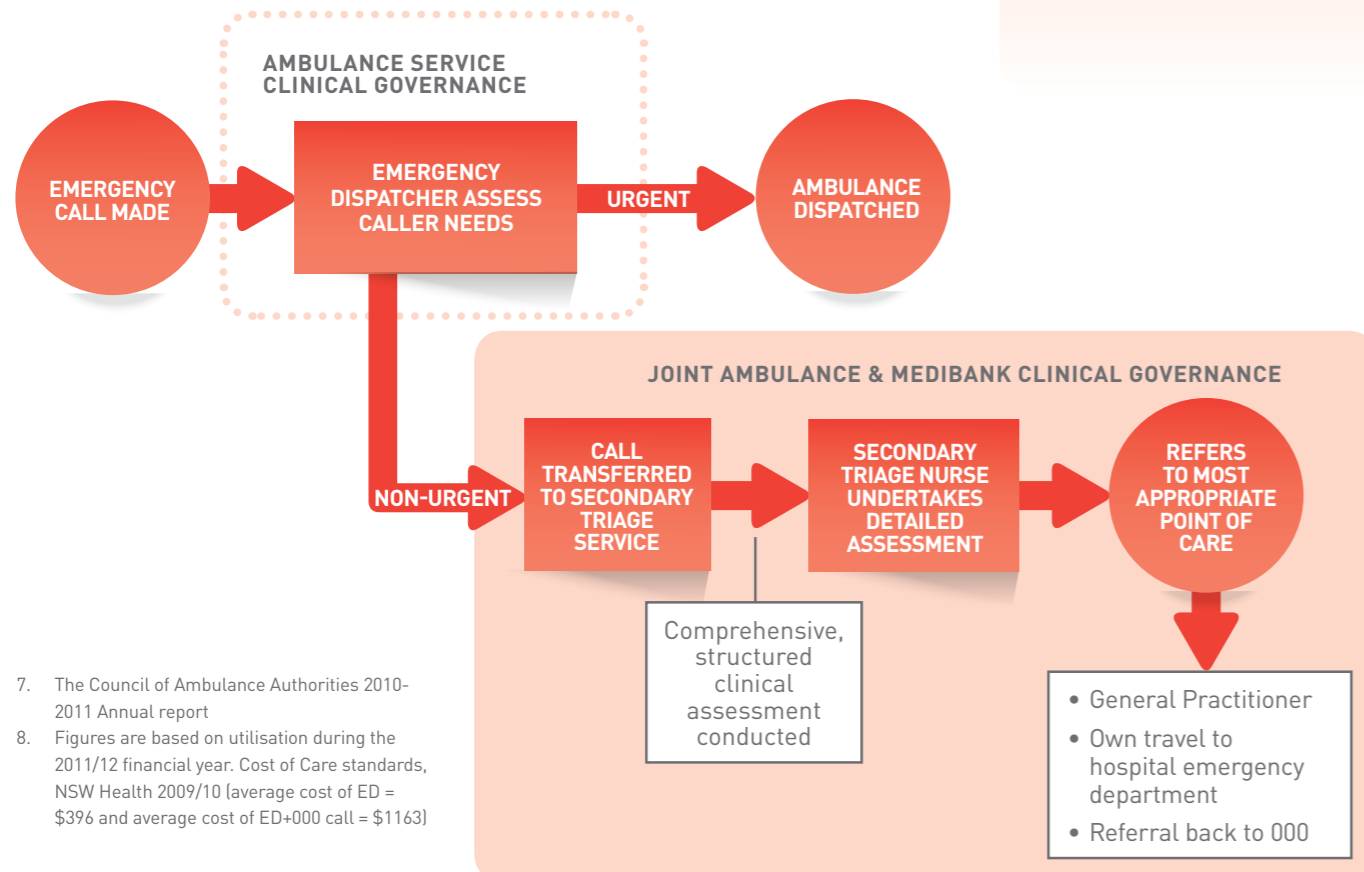 AMBULANCE SERVICE
CLINICAL GOVERNANCE
EMERGENCY
CALL MADE
EMERGENCY
DISPATCHER ASSESS
CALLER NEEDS
URGENT
AMBULANCE
DISPATCHED
JOINT AMBULANCE & MEDIBANK CLINICAL GOVERNANCE
NON-URGENT
CALL
TRANSFERRED
TO SECONDARY
TRIAGE
SERVICE
SECONDARY
TRIAGE NURSE
UNDERTAKES
DETAILED
ASSESSMENT
REFERS
TO MOST
APPROPRIATE
POINT OF
CARE
Comprehensive,
structured
clinical
assessment
conducted
• General Practitioner
• Own travel to
hospital emergency
department
• Referral back to 000
7. The Council of Ambulance Authorities 2010-
2011 Annual report
8. Figures are based on utilisation during the
2011/12 financial year. Cost of Care standards,
NSW Health 2009/10 (average cost of ED =
$396 and average cost of ED+000 call = $1163)